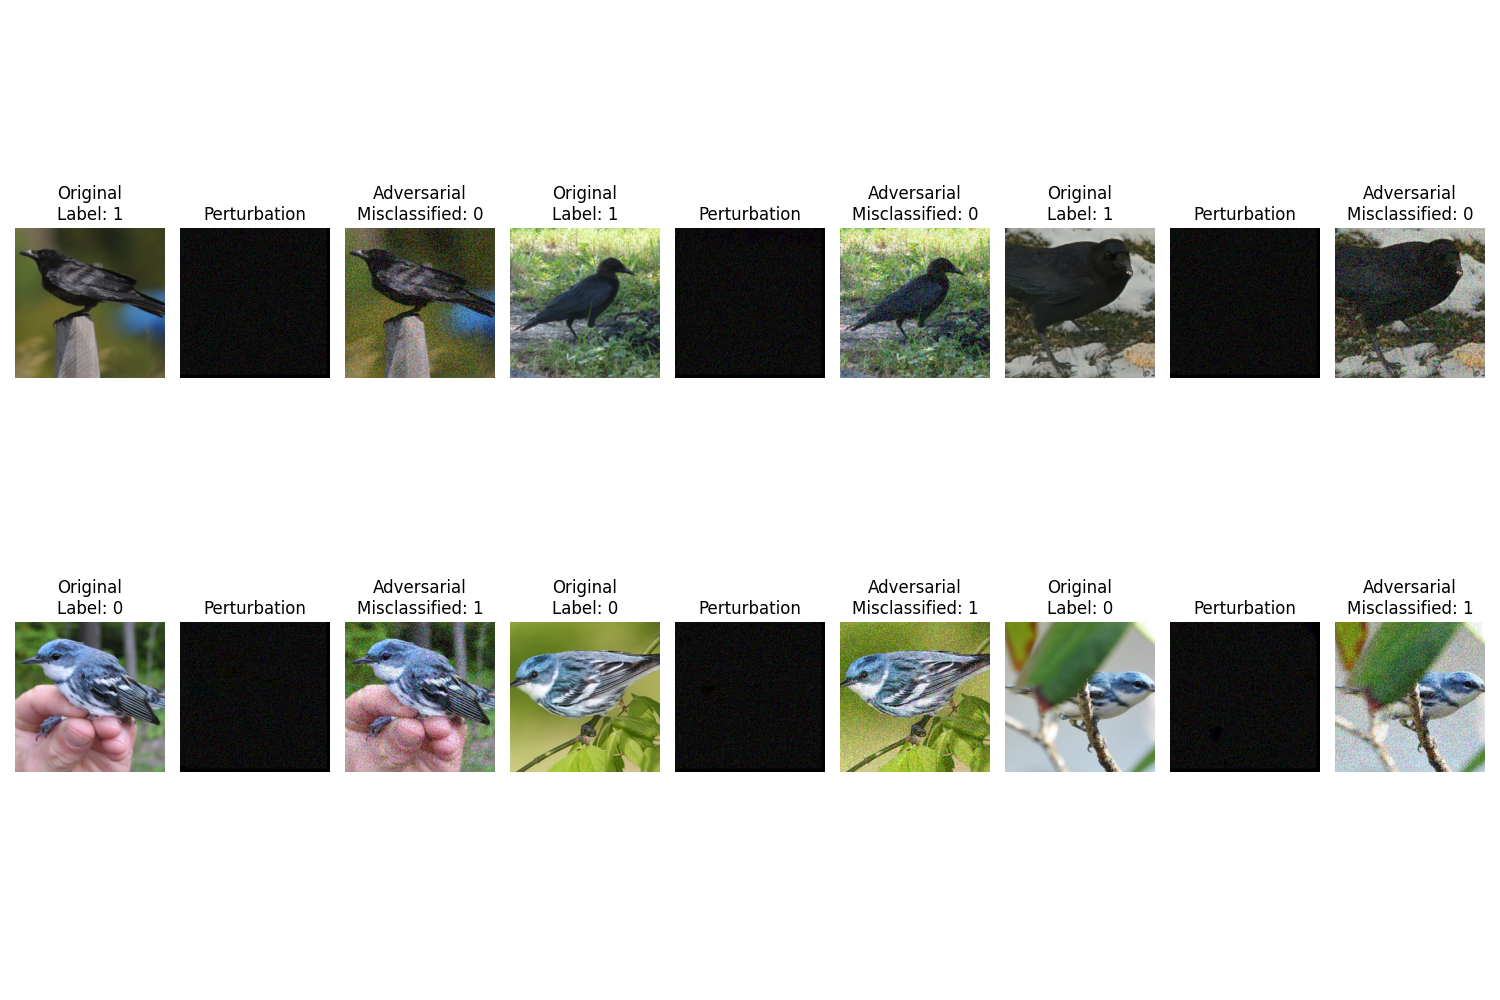 Original
Label: 1
Perturbation
Adversarial
Misclassified: 0
Original
Label: 1
Perturbation
Adversarial
Misclassified: 0
Original
Label: 1
Perturbation
Adversarial
Misclassified: 0
Original
Label: 0
Perturbation
Adversarial
Misclassified: 1
Original
Label: 0
Perturbation
Adversarial
Misclassified: 1
Original
Label: 0
Perturbation
Adversarial
Misclassified: 1